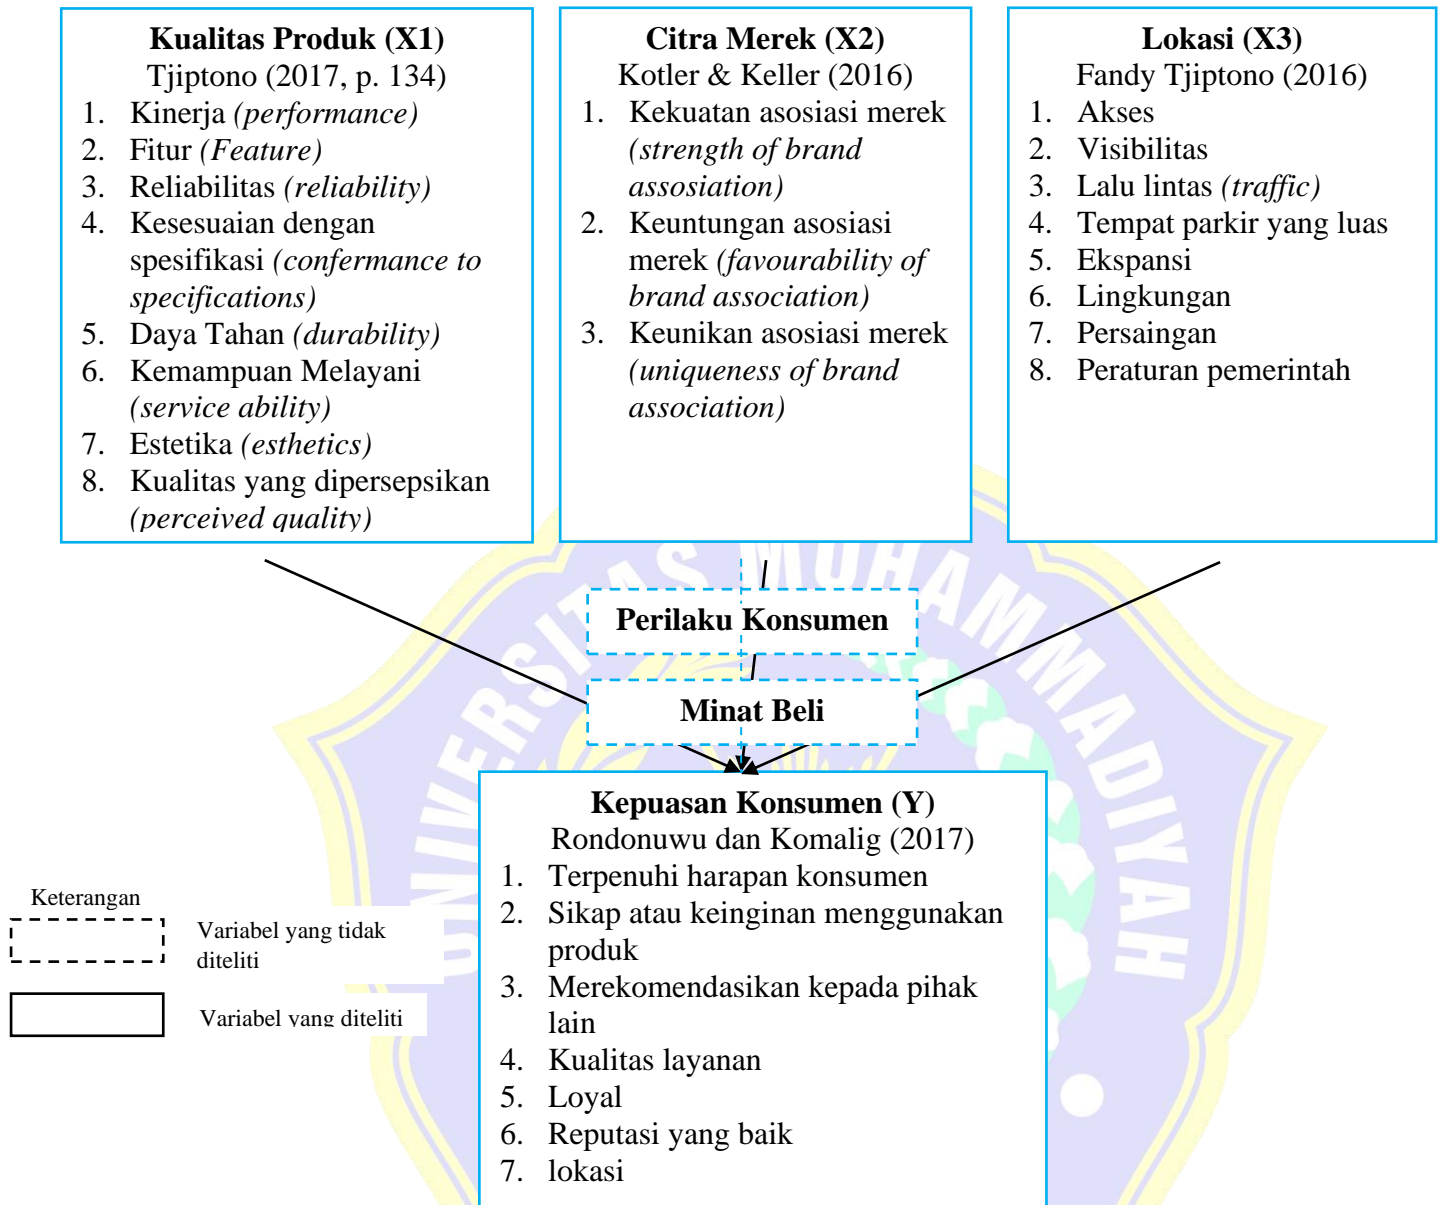 Kualitas Produk (X1)
Tjiptono (2017, p. 134)
1. Kinerja (performance)
2. Fitur (Feature)
3. Reliabilitas (reliability)
4. Kesesuaian dengan
spesifikasi (confermance to
specifications)
5. Daya Tahan (durability)
6. Kemampuan Melayani
(service ability)
7. Estetika (esthetics)
8. Kualitas yang dipersepsikan
(perceived quality)
Citra Merek (X2)
Kotler & Keller (2016)
1. Kekuatan asosiasi merek
(strength of brand
assosiation)
2. Keuntungan asosiasi
merek (favourability of
brand association)
3. Keunikan asosiasi merek
(uniqueness of brand
association)
Lokasi (X3)
Fandy Tjiptono (2016)
1. Akses
2. Visibilitas
3. Lalu lintas (traffic)
4. Tempat parkir yang luas
5. Ekspansi
6. Lingkungan
7. Persaingan
8. Peraturan pemerintah
UNIVERSITAS MUHAMMADIYAH
Perilaku Konsumen
Minat Beli
Kepuasan Konsumen (Y)
Rondonuwu dan Komalig (2017)
1. Terpenuhi harapan konsumen
2. Sikap atau keinginan menggunakan
produk
3. Merekomendasikan kepada pihak
lain
4. Kualitas layanan
5. Loyal
6. Reputasi yang baik
7. lokasi
Keterangan
Variabel yang tidak
diteliti
Variabel yang diteliti